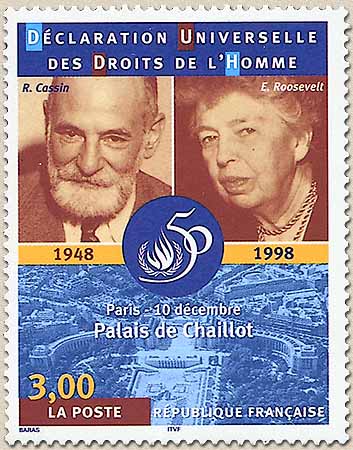 DÉCLARATION UNIVERSELLE
DES DROITS DE L'HOMME
R. Cassin
E. Roosevelt
50
1948
1998
Paris - 10 décembre
Palais de Chaillot
3,00
LA POSTE
RÉPUBLIQUE FRANÇAISE
BARAS
ITVF